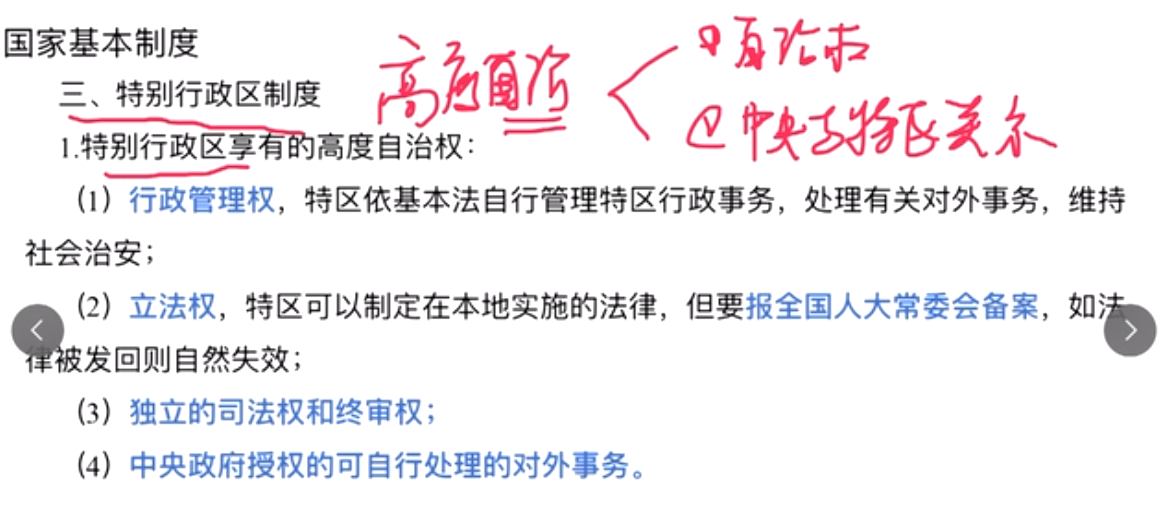 国家基本制度
三、特别行政区制度
高度自治
自治权
中央与特区关系
1.特别行政区享有的高度自治权：
（1）行政管理权，特区依基本法自行管理特区行政事务，处理有关对外事务，维持
社会治安；
（2）立法权，特区可以制定在本地实施的法律，但要报全国人大常委会备案，如法
律被发回则自然失效；
（3）独立的司法权和终审权；
（4）中央政府授权的可自行处理的对外事务。